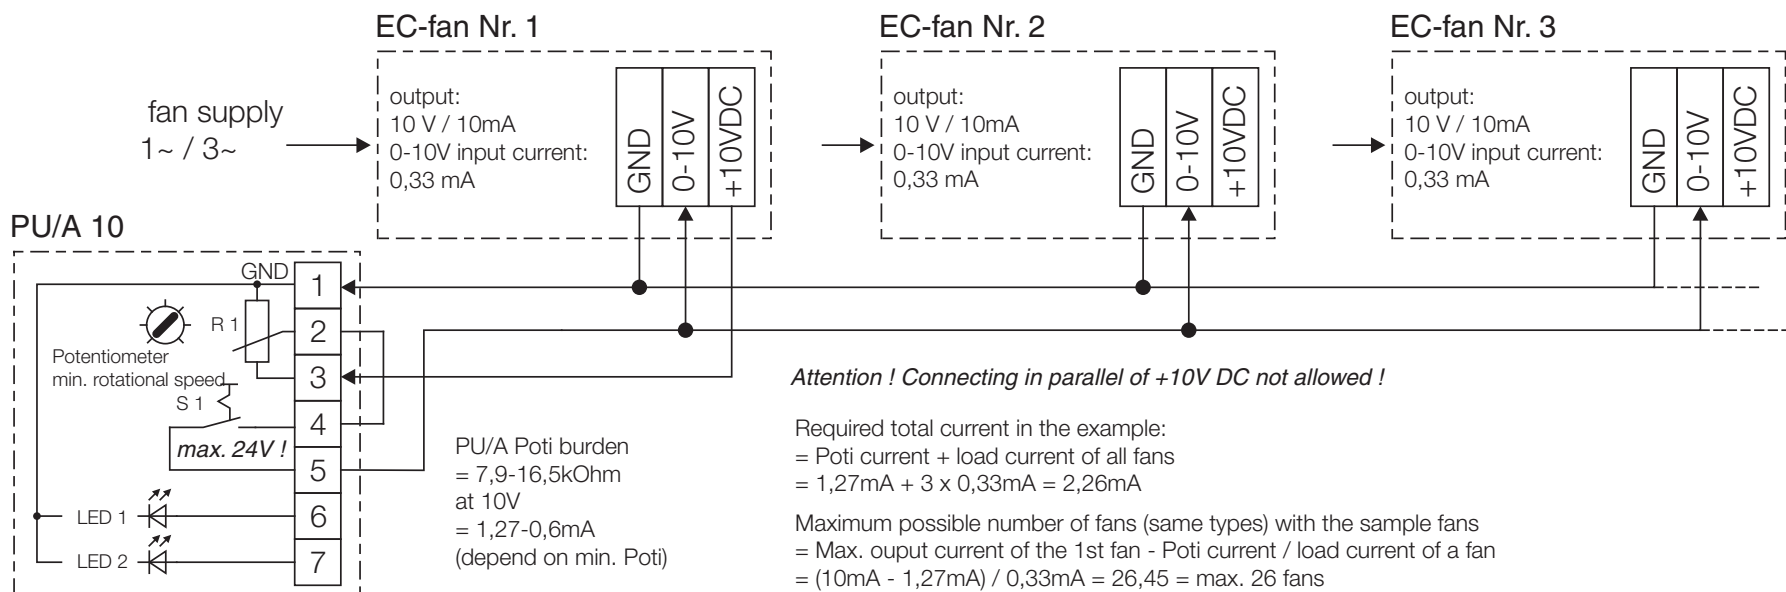 EC-fan Nr. 1
EC-fan Nr. 2
EC-fan Nr. 3
fan supply
1~ / 3~
output:
10 V / 10mA
0-10V input current:
0,33 mA
GND
0-10V
+10VDC
output:
10 V / 10mA
0-10V input current:
0,33 mA
GND
0-10V
+10VDC
output:
10 V / 10mA
0-10V input current:
0,33 mA
GND
0-10V
+10VDC
PU/A 10
GND
1
2
3
4
5
6
7
R 1
Potentiometer
min. rotational speed
S 1
max. 24V !
LED 1
LED 2
PU/A Poti burden
= 7,9-16,5kOhm
at 10V
= 1,27-0,6mA
(depend on min. Poti)
Attention ! Connecting in parallel of +10V DC not allowed !
Required total current in the example:
= Poti current + load current of all fans
= 1,27mA + 3 x 0,33mA = 2,26mA
Maximum possible number of fans (same types) with the sample fans
= Max. ouput current of the 1st fan - Poti current / load current of a fan
= (10mA - 1,27mA) / 0,33mA = 26,45 = max. 26 fans